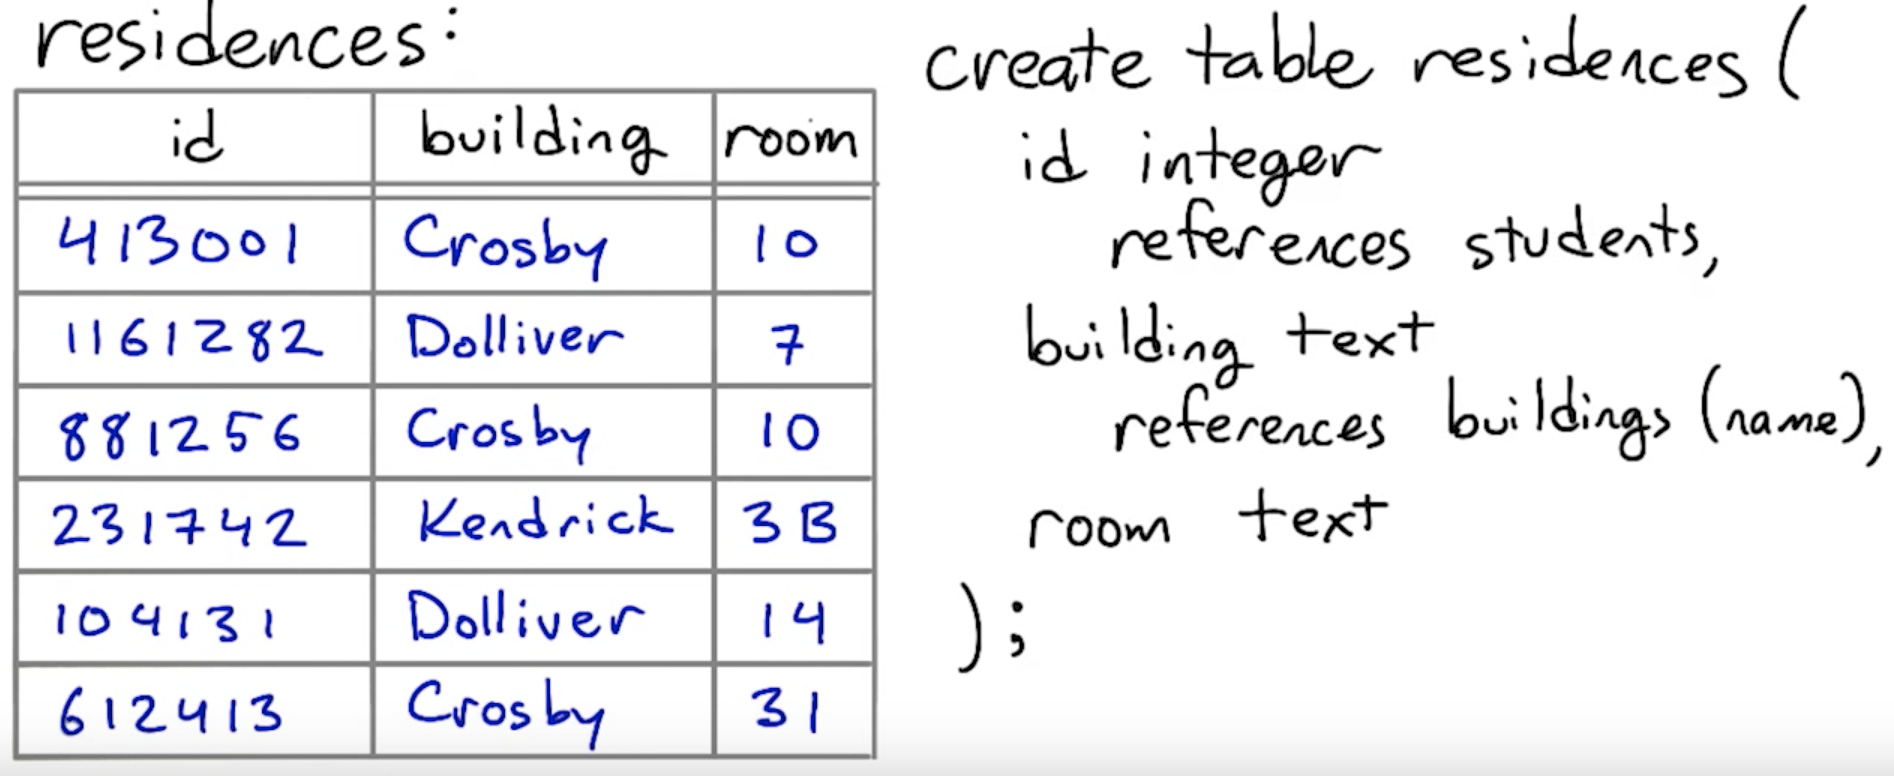 residences:
id building room
413001 Crosby 10
1161282 Dolliver 7
881256 Crosby 10
231742 Kendrick 3B
104131 Dolliver 14
612413 Crosby 31
create table residences (
id integer
references students,
building text
references buildings (name),
room text
);